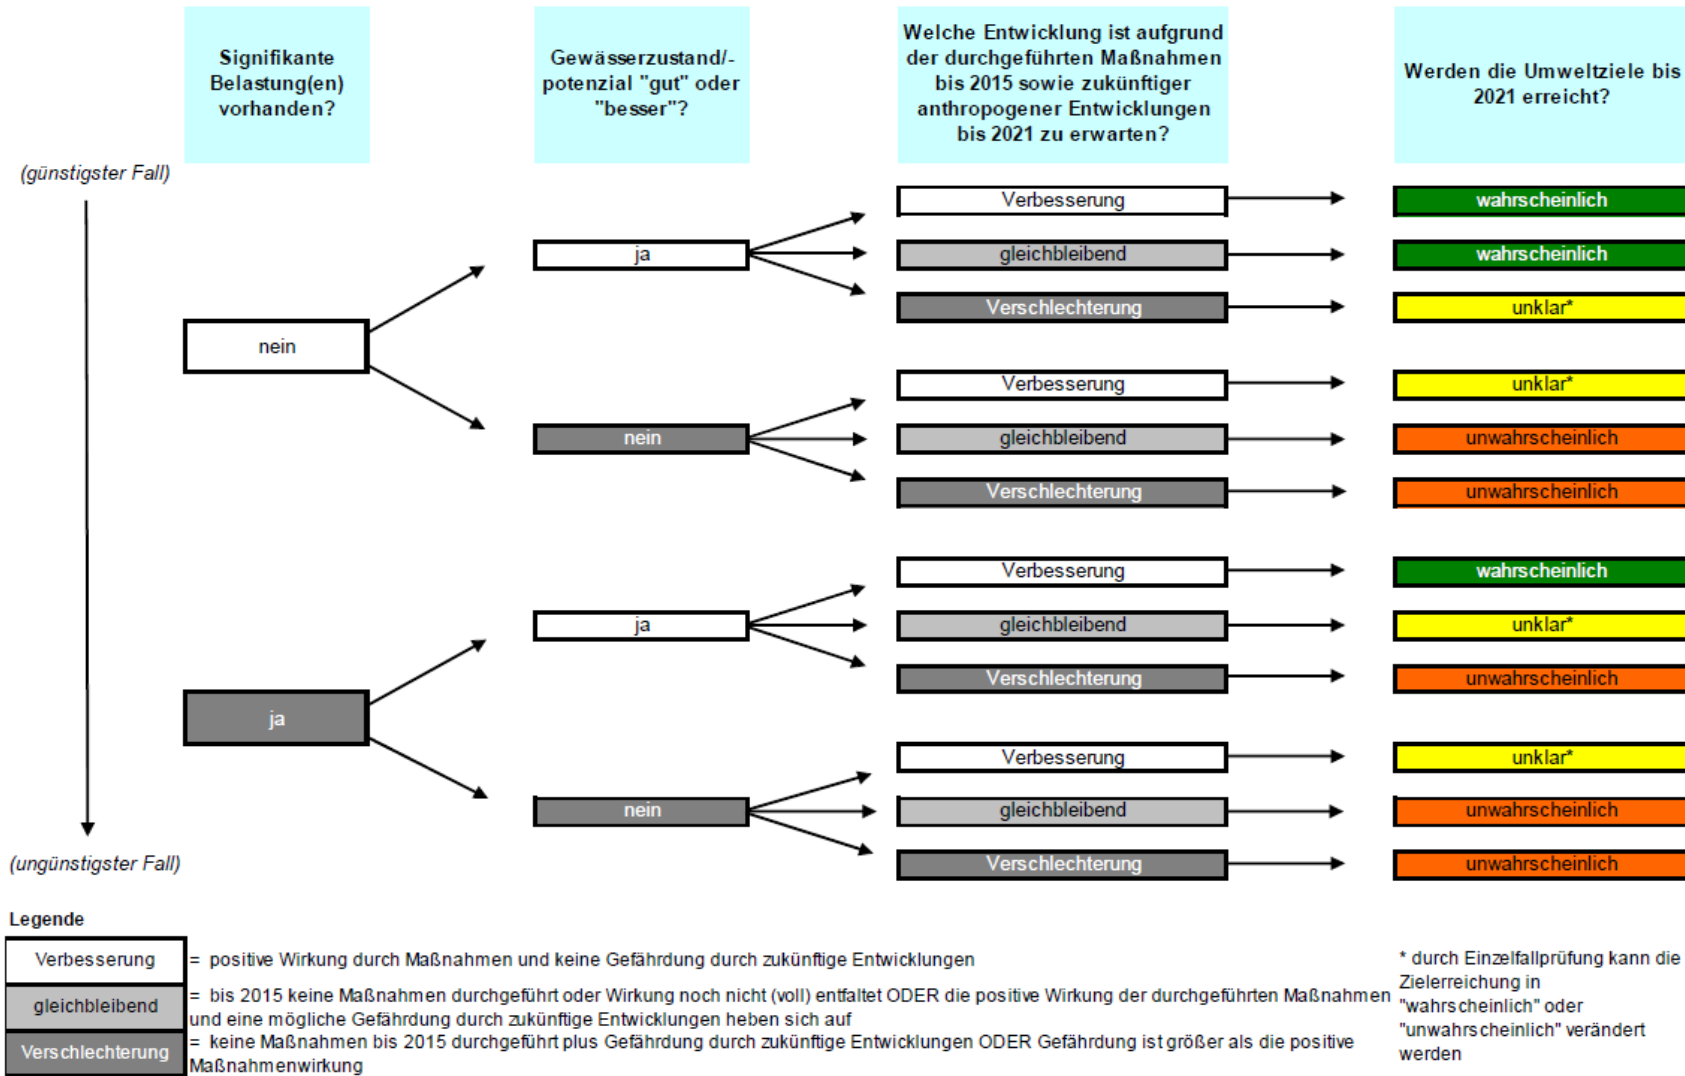 Signifikante
Belastung(en)
vorhanden?
Gewässerzustand/-
potenzial "gut" oder
"besser"?
Welche Entwicklung ist aufgrund
der durchgeführten Maßnahmen
bis 2015 sowie zukünftiger
anthropogener Entwicklungen
bis 2021 zu erwarten?
Werden die Umweltziele bis
2021 erreicht?
(günstigster Fall)
Verbesserung
wahrscheinlich
ja
gleichbleibend
wahrscheinlich
Verschlechterung
unklar*
nein
Verbesserung
unklar*
nein
gleichbleibend
unwahrscheinlich
Verschlechterung
unwahrscheinlich
Verbesserung
wahrscheinlich
ja
gleichbleibend
unklar*
Verschlechterung
unwahrscheinlich
ja
Verbesserung
unklar*
nein
gleichbleibend
unwahrscheinlich
Verschlechterung
unwahrscheinlich
(ungünstigster Fall)
Legende
Verbesserung
= positive Wirkung durch Maßnahmen und keine Gefährdung durch zukünftige Entwicklungen
gleichbleibend
= bis 2015 keine Maßnahmen durchgeführt oder Wirkung noch nicht (voll) entfaltet ODER die positive Wirkung der durchgeführten Maßnahmen
und eine mögliche Gefährdung durch zukünftige Entwicklungen heben sich auf
Verschlechterung
= keine Maßnahmen bis 2015 durchgeführt plus Gefährdung durch zukünftige Entwicklungen ODER Gefährdung ist größer als die positive
Maßnahmenwirkung
* durch Einzelfallprüfung kann die
Zielerreichung in
"wahrscheinlich" oder
"unwahrscheinlich" verändert
werden